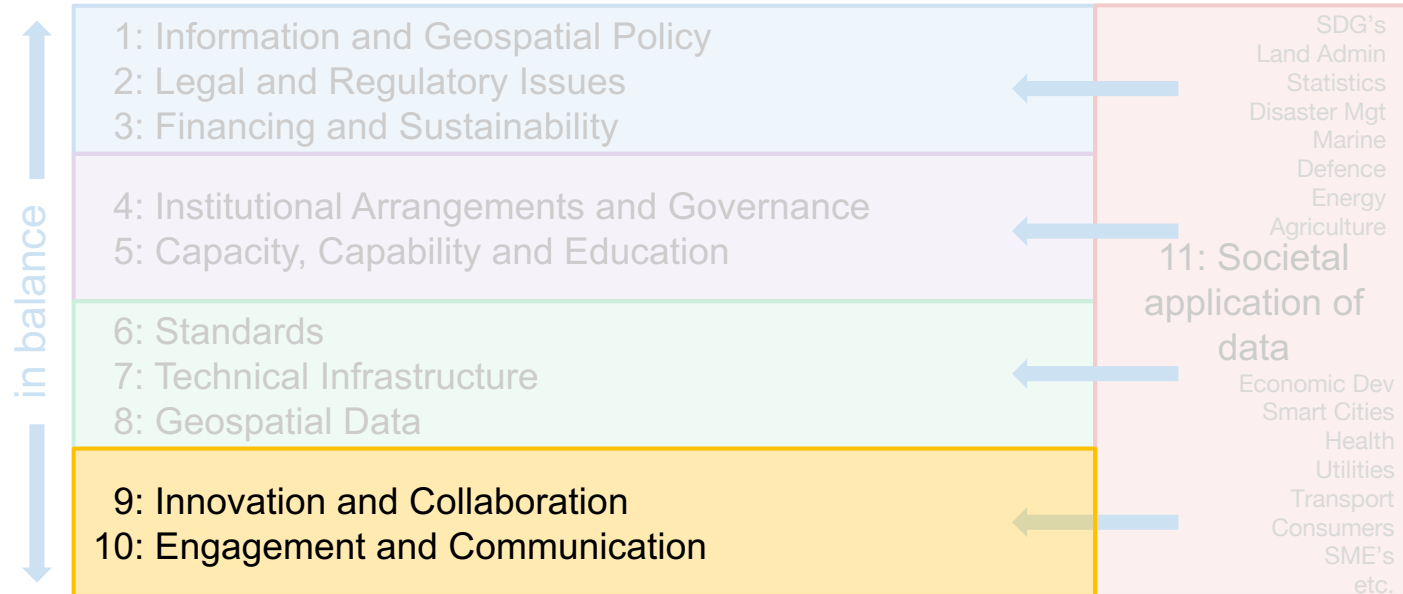 in balance
1: Information and Geospatial Policy
2: Legal and Regulatory Issues
3: Financing and Sustainability
4: Institutional Arrangements and Governance
5: Capacity, Capability and Education
6: Standards
7: Technical Infrastructure
8: Geospatial Data
9: Innovation and Collaboration
10: Engagement and Communication
SDG's
Land Admin
Statistics
Disaster Mgt
Marine
Defence
Energy
Agriculture
11: Societal
application of
data
Economic Dev
Smart Cities
Health
Utilities
Transport
Consumers
SME's
etc.